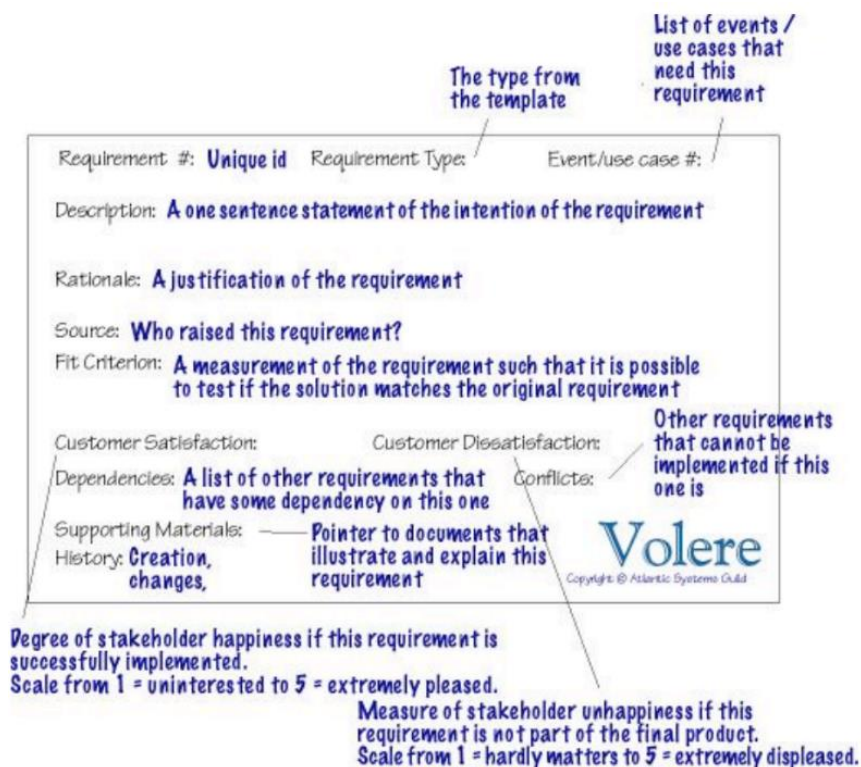 List of events /
use cases that
need this
requirement
The type from
the template
Requirement #: Unique id Requirement Type: Event/use case #:
Description: A one sentence statement of the intention of the requirement
Rationale: A justification of the requirement
Source: Who raised this requirement?
Fit Criterion: A measurement of the requirement such that it is possible
to test if the solution matches the original requirement
Other requirements
that cannot be
implemented if this
one is
Customer Satisfaction: Customer Dissatisfaction:
Dependencies: A list of other requirements that
have some dependency on this one
Conflicts:
Supporting Materials: Pointer to documents that
illustrate and explain this
requirement
History: Creation,
changes,
Volere
Copyright © Atlantic Systems Guild
Degree of stakeholder happiness if this requirement is
successfully implemented.
Scale from 1 = uninterested to 5 = extremely pleased.
Measure of stakeholder unhappiness if this
requirement is not part of the final product.
Scale from 1 = hardly matters to 5 = extremely displeased.